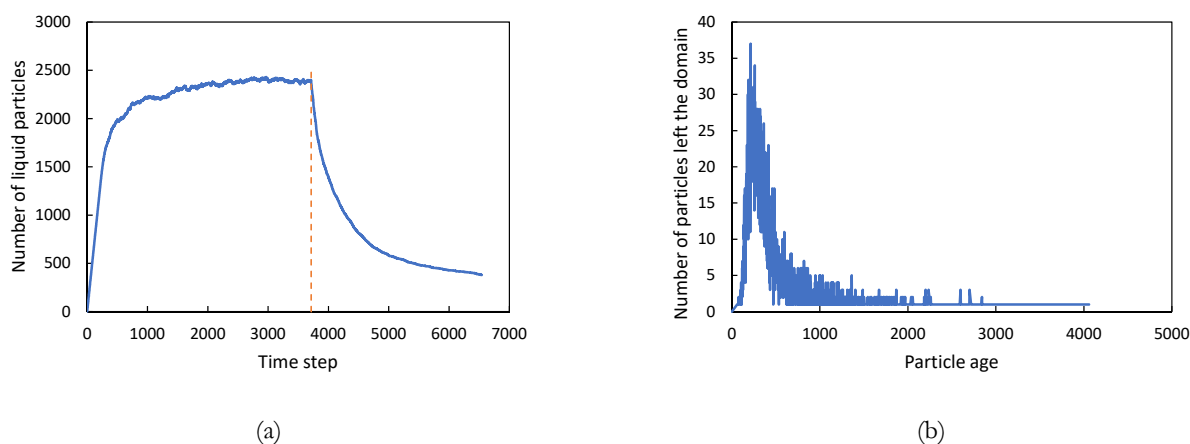 Number of liquid particles
3000
2500
2000
1500
1000
500
0
0 1000 2000 3000 4000 5000 6000 7000
Time step
(a)
Number of particles left the domain
40
35
30
25
20
15
10
5
0
0 1000 2000 3000 4000 5000
Particle age
(b)